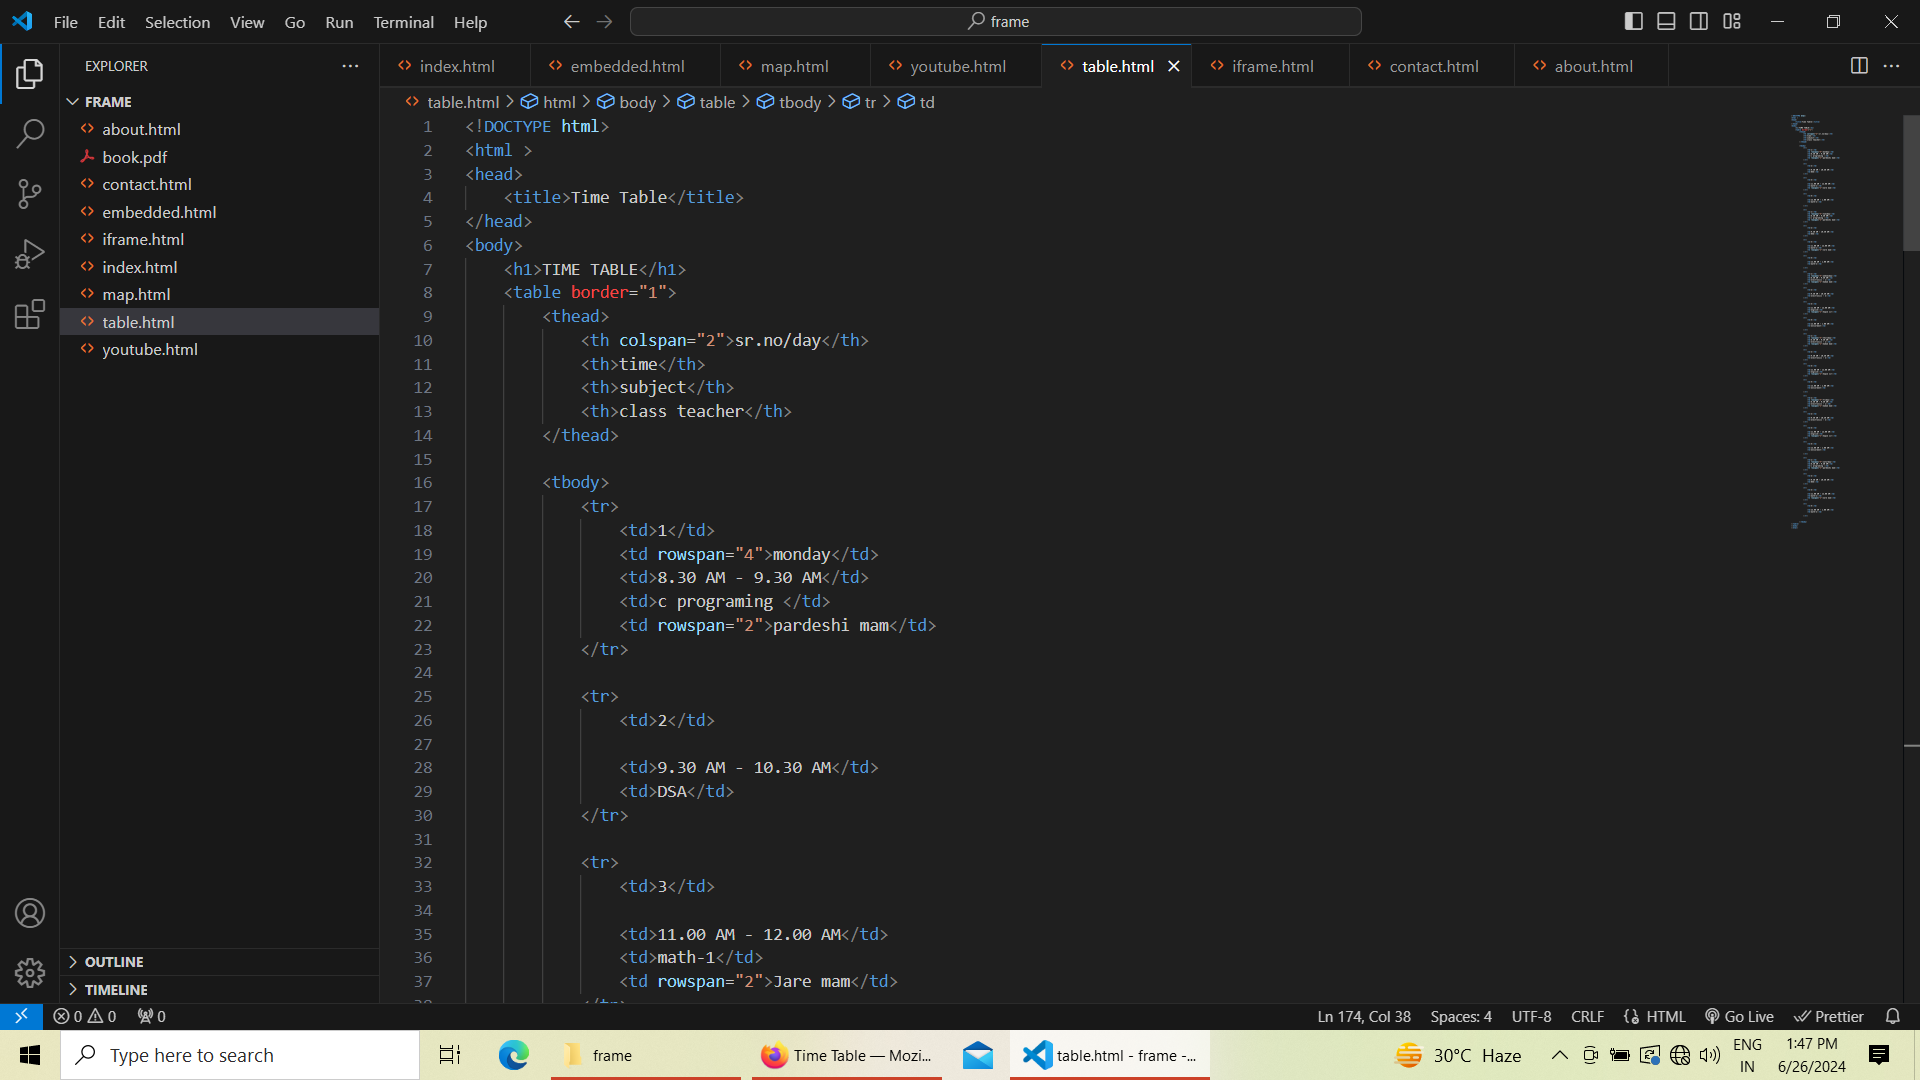 File Edit Selection View Go Run Terminal Help
frame
EXPLORER
FRAME
about.html
book.pdf
contact.html
embedded.html
iframe.html
index.html
map.html
table.html
youtube.html
OUTLINE
TIMELINE
index.html embedded.html map.html youtube.html table.html iframe.html contact.html about.html
table.html > html > body > table > tbody > tr > td
1 <!DOCTYPE html>
2 <html >
3 <head>
4 <title>Time Table</title>
5 </head>
6 <body>
7 <h1>TIME TABLE</h1>
8 <table border="1">
9 <thead>
10 <th colspan="2">sr.no/day</th>
11 <th>time</th>
12 <th>subject</th>
13 <th>class teacher</th>
14 </thead>
15
16 <tbody>
17 <tr>
18 <td>1</td>
19 <td rowspan="4">monday</td>
20 <td>8.30 AM - 9.30 AM</td>
21 <td>c programing </td>
22 <td rowspan="2">pardeshi mam</td>
23 </tr>
24
25 <tr>
26 <td>2</td>
27
28 <td>9.30 AM - 10.30 AM</td>
29 <td>DSA</td>
30 </tr>
31
32 <tr>
33 <td>3</td>
34
35 <td>11.00 AM - 12.00 AM</td>
36 <td>math-1</td>
37 <td rowspan="2">Jare mam</td>
0 0 0
Ln 174, Col 38 Spaces: 4 UTF-8 CRLF HTML Go Live Prettier
Type here to search
frame
Time Table — Mozi...
table.html - frame -...
30°C Haze
ENG
IN
1:47 PM
6/26/2024